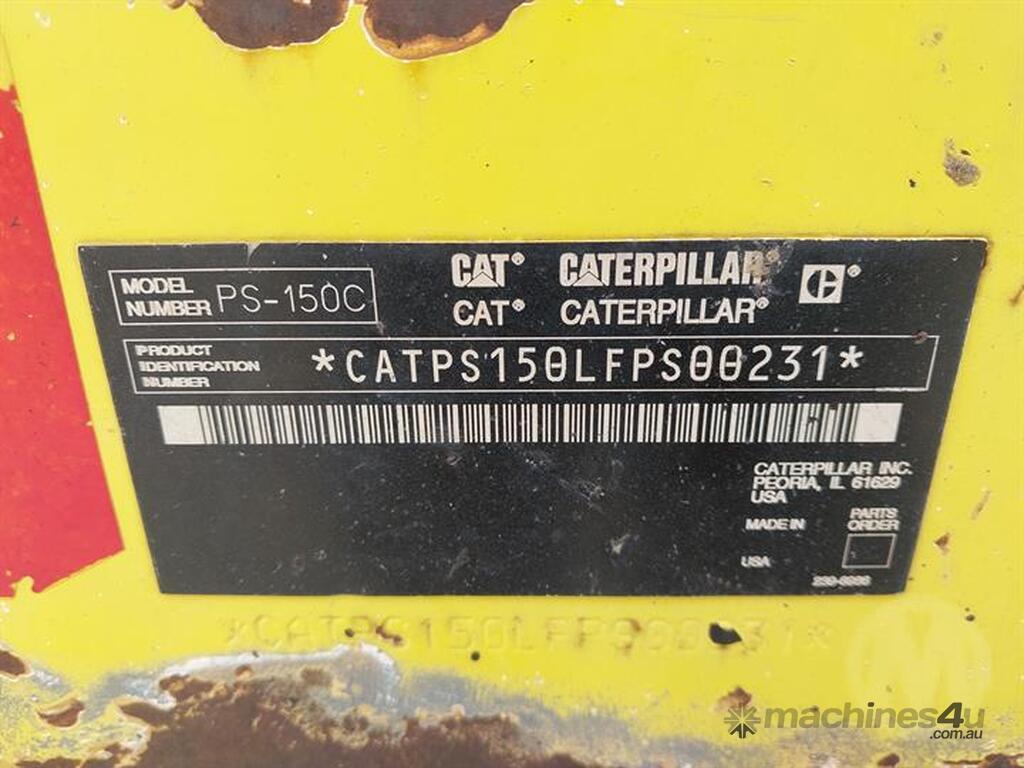 MODEL NUMBER PS-150C
CAT® CATERPILLAR®
CAT® CATERPILLAR®
PRODUCT IDENTIFICATION NUMBER *CATPS150LFPS00231*
CATERPILLAR INC.
PEORIA, IL 61629
USA
MADE IN
USA
PARTS ORDER
*CATPS150LFPS00231*
machines4u
.com.au